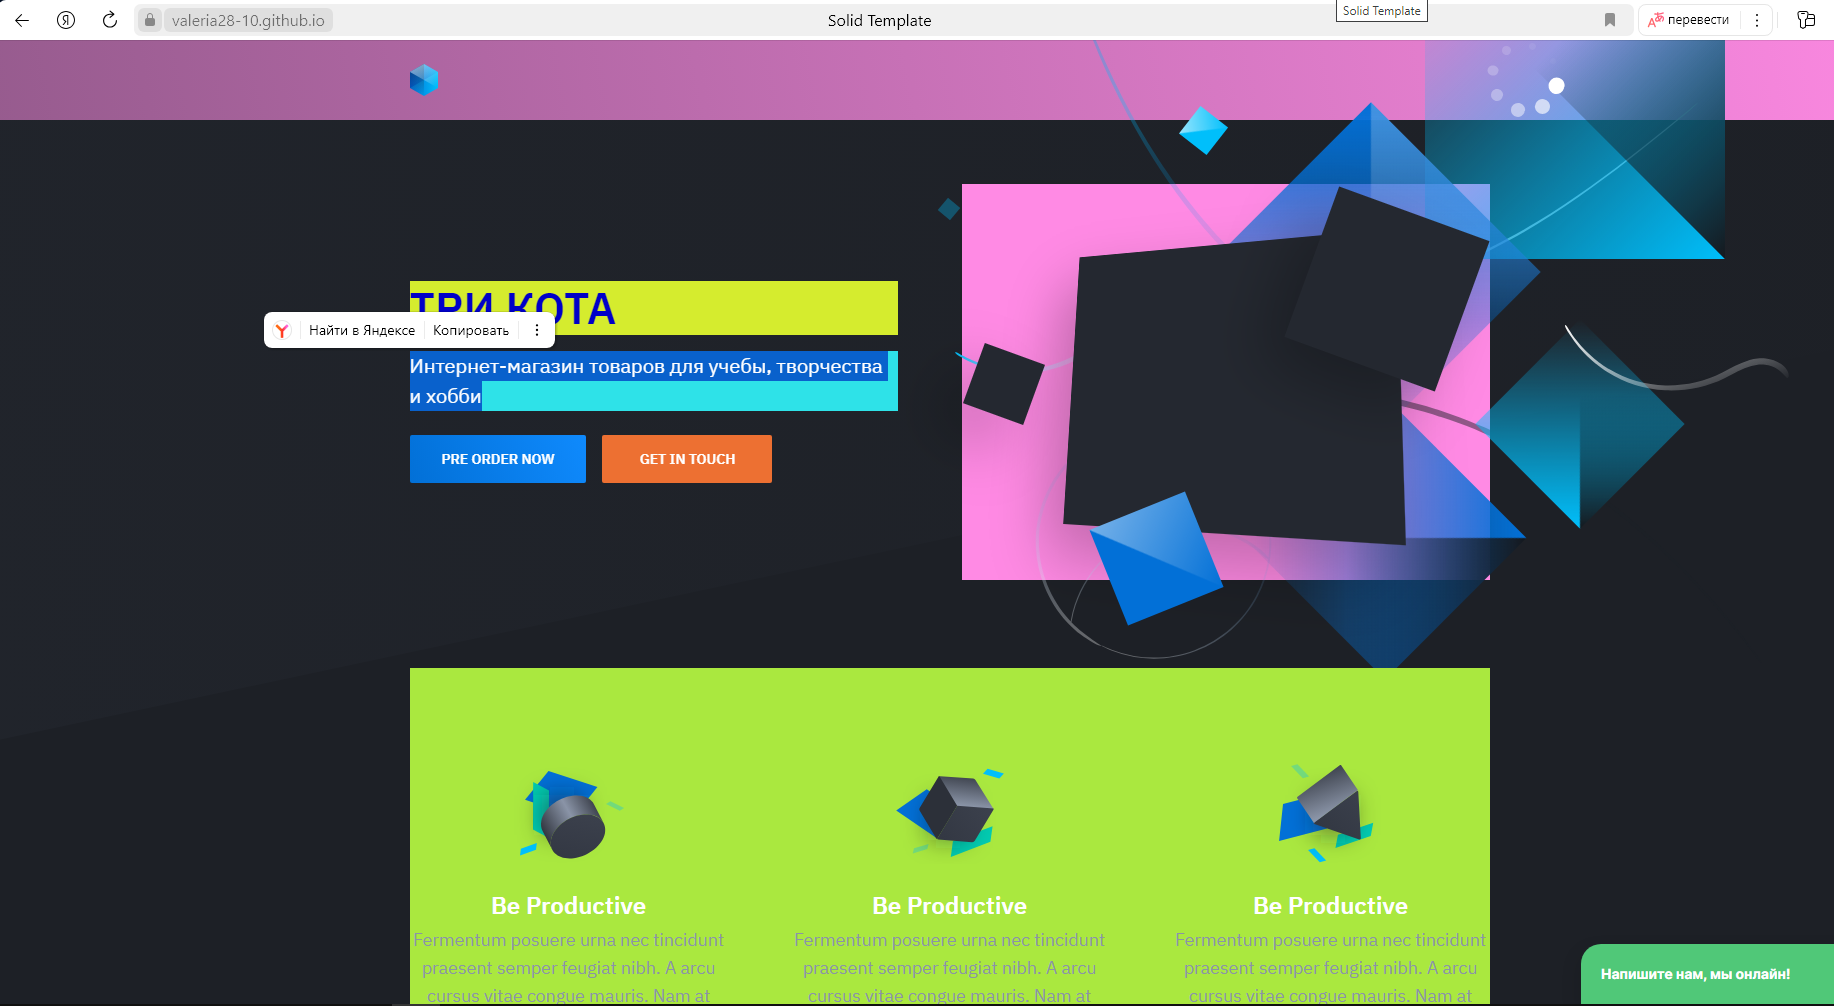 valeria28-10.github.io
Solid Template
Solid Template
перевести
ТРИ КОТА
Найти в Яндексе
Копировать
Интернет-магазин товаров для учебы, творчества
и хобби
PRE ORDER NOW
GET IN TOUCH
Be Productive
Fermentum posuere urna nec tincidunt
praesent semper feugiat nibh. A arcu
cursus vitae congue mauris. Nam at
Be Productive
Fermentum posuere urna nec tincidunt
praesent semper feugiat nibh. A arcu
cursus vitae congue mauris. Nam at
Be Productive
Fermentum posuere urna nec tincidunt
praesent semper feugiat nibh. A arcu
cursus vitae congue mauris. Nam at
Напишите нам, мы онлайн!